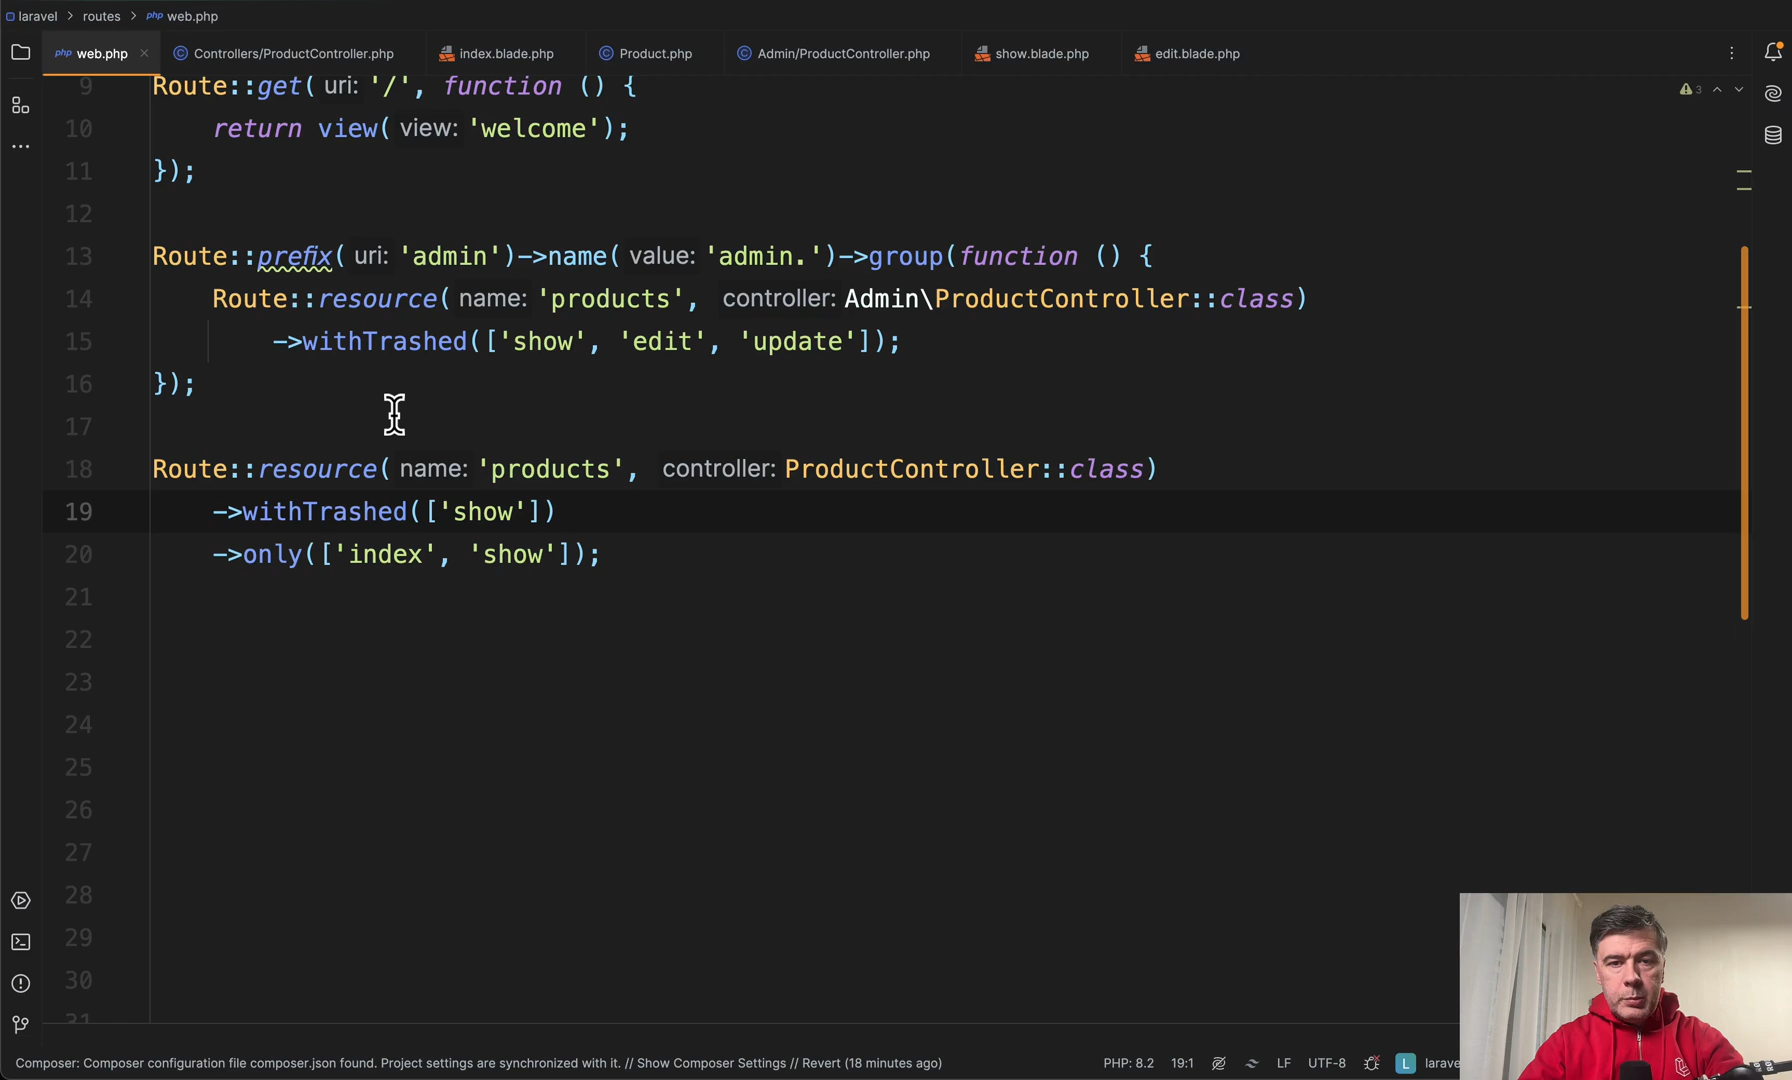 laravel > routes > php web.php
php web.php × Controllers/ProductController.php index.blade.php Product.php Admin/ProductController.php show.blade.php edit.blade.php
9 Route::get( uri: '/', function () {
3
10 return view( view: 'welcome');
11 });
12
13 Route::prefix( uri: 'admin')->name( value: 'admin.')->group(function () {
14 Route::resource( name: 'products', controller: Admin\ProductController::class)
15 ->withTrashed(['show', 'edit', 'update']);
16 });
17
18 Route::resource( name: 'products', controller: ProductController::class)
19 ->withTrashed(['show'])
20 ->only(['index', 'show']);
21
22
23
24
25
26
27
28
29
30
31
Composer: Composer configuration file composer.json found. Project settings are synchronized with it. // Show Composer Settings // Revert (18 minutes ago) PHP: 8.2 19:1 LF UTF-8 L larave